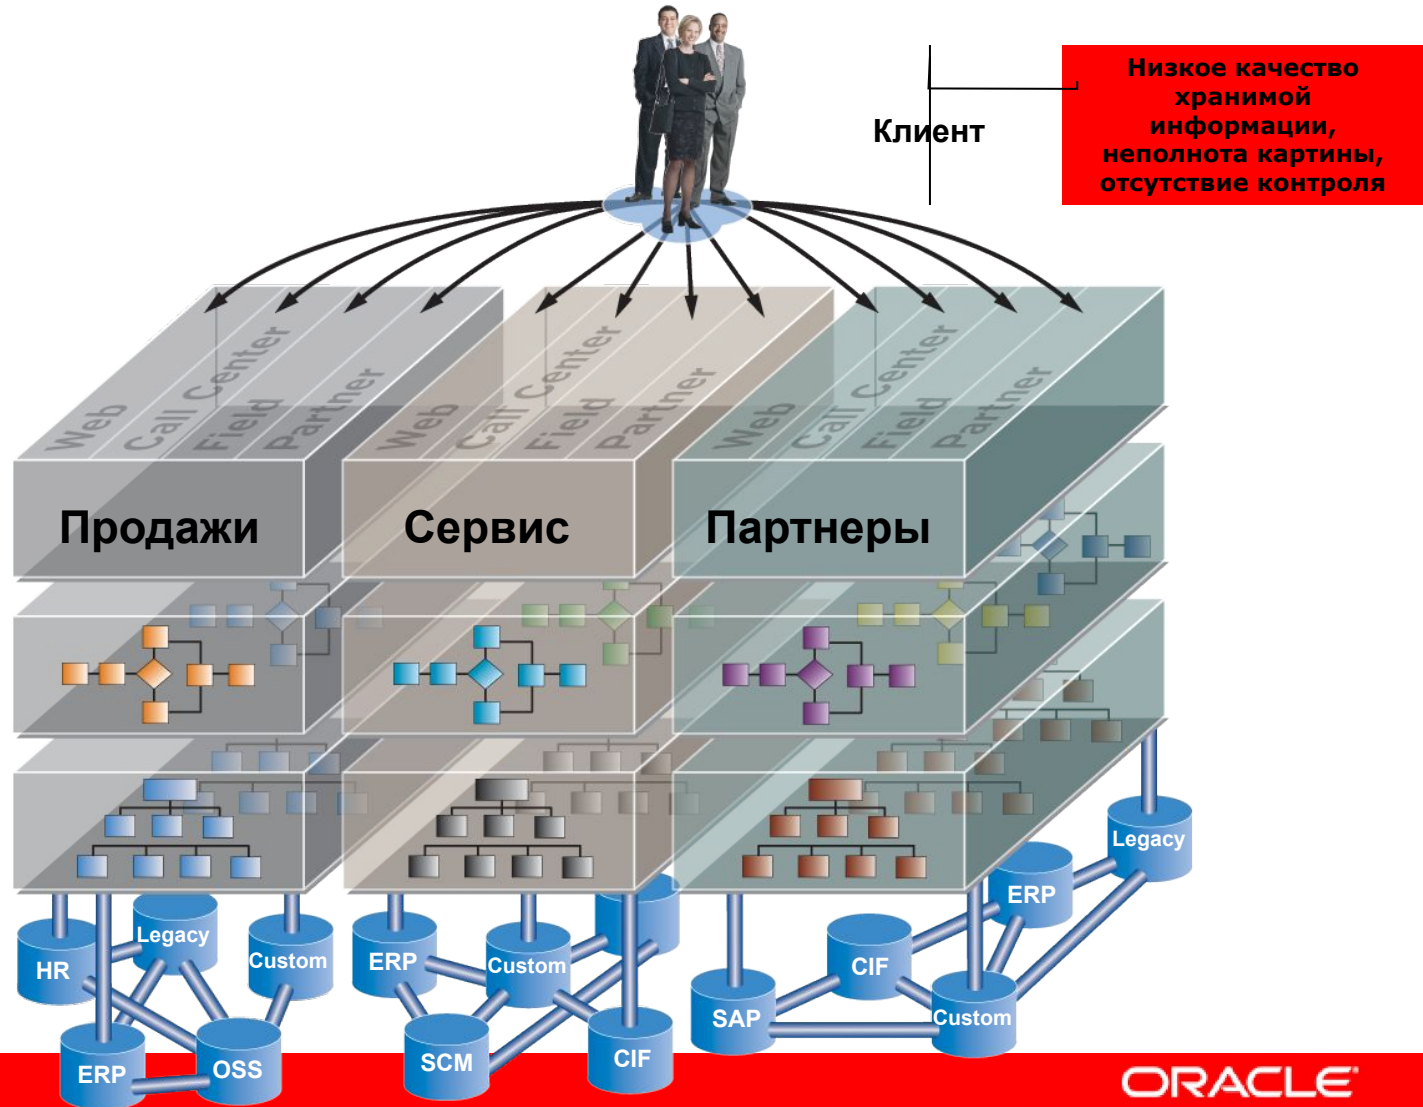 Клиент
Низкое качество
хранимой
информации,
неполнота картины,
отсутствие контроля
Web
Call Center
Field
Partner
Web
Call Center
Field
Partner
Web
Call Center
Field
Partner
Продажи
Сервис
Партнеры
HR
Legacy
Custom
ERP
OSS
ERP
Custom
SCM
CIF
SAP
CIF
Custom
ERP
Legacy
ORACLE